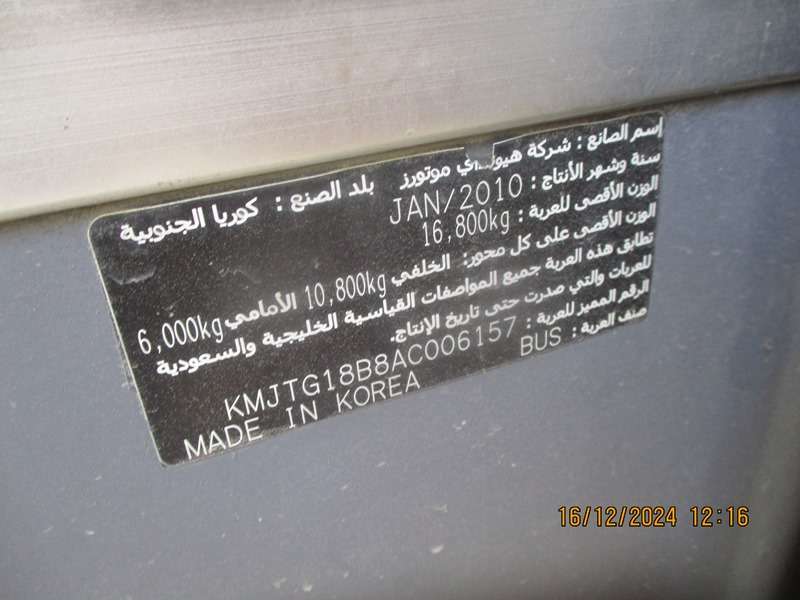 إسم الصانع : شركة هيونداي موتورز بلد الصنع : كوريا الجنوبية
سنة وشهر الأنتاج : JAN/2010
الوزن الأقصى للعربة : 16,800kg
الوزن الأقصى على كل محور: الخلفي 10,800kg الأمامي 6,000kg
تطابق هذه العربة جميع المواصفات القياسية الخليجية والسعودية
للعربات والتي صدرت حتى تاريخ الإنتاج.
الرقم المميز للعربة : KMJTG18B8AC006157
صنف العربة : BUS
MADE IN KOREA
16/12/2024 12:16